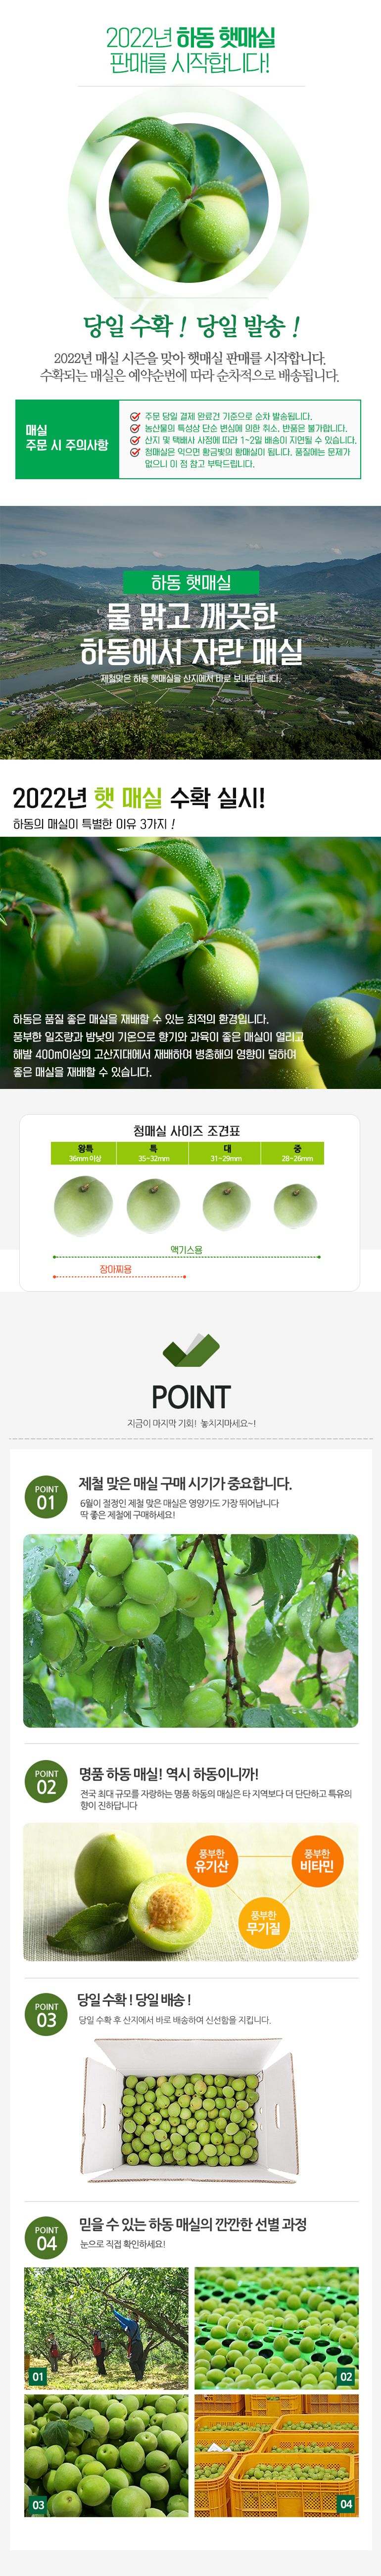 2022년 하동 햇매실
판매를 시작합니다!
당일 수확 ! 당일 발송 !
2022년 매실 시즌을 맞아 햇매실 판매를 시작합니다.
수확되는 매실은 예약순번에 따라 순차적으로 배송됩니다.
매실
주문 시 주의사항
주문 당일 결제 완료건 기준으로 순차 발송됩니다.
농산물의 특성상 단순 변심에 의한 취소, 반품은 불가합니다.
산지 및 택배사 사정에 따라 1~2일 배송이 지연될 수 있습니다.
청매실은 익으면 황금빛의 황매실이 됩니다. 품질에는 문제가
없으니 이 점 참고 부탁드립니다.
하동 햇매실
물 맑고 깨끗한
하동에서 자란 매실
제철맞은 하동 햇매실을 산지에서 바로 보내드립니다.
2022년 햇 매실 수확 실시!
하동의 매실이 특별한 이유 3가지 !
하동은 품질 좋은 매실을 재배할 수 있는 최적의 환경입니다.
풍부한 일조량과 밤낮의 기온으로 향기와 과육이 좋은 매실이 열리고
해발 400m이상의 고산지대에서 재배하여 병충해의 영향이 덜하여
좋은 매실을 재배할 수 있습니다.
청매실 사이즈 조견표
왕특 특 대 중
36mm 이상 35~32mm 31~29mm 28~26mm
액기스용
장아찌용
POINT
지금이 마지막 기회! 놓치지마세요~!
POINT
01
제철 맞은 매실 구매 시기가 중요합니다.
6월이 절정인 제철 맞은 매실은 영양가도 가장 뛰어납니다
딱 좋은 제철에 구매하세요!
POINT
02
명품 하동 매실! 역시 하동이니까!
전국 최대 규모를 자랑하는 명품 하동의 매실은 타 지역보다 더 단단하고 특유의
향이 진하답니다
풍부한
유기산
풍부한
비타민
풍부한
무기질
POINT
03
당일 수확 ! 당일 배송 !
당일 수확 후 산지에서 바로 배송하여 신선함을 지킵니다.
POINT
04
믿을 수 있는 하동 매실의 깐깐한 선별 과정
눈으로 직접 확인하세요!
01
02
03
04